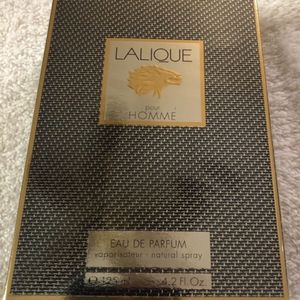 LALIQUE
pour
HOMME
EAU DE PARFUM
vaporisateur - natural spray
℮ 125 ml 4.2 Fl.Oz.